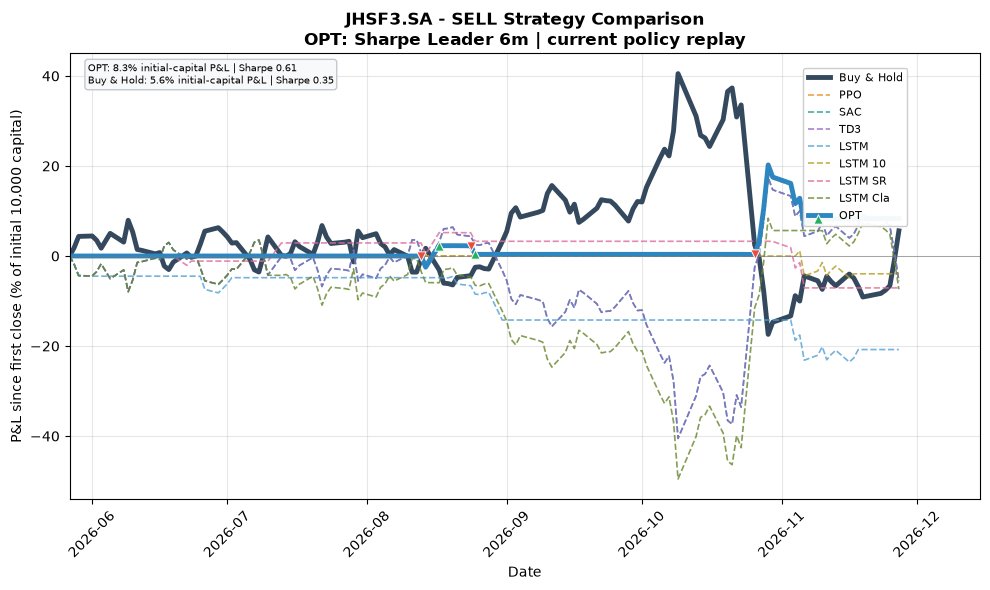 JHSF3.SA - SELL Strategy Comparison
OPT: Sharpe Leader 6m | current policy replay
OPT: 8.3% initial-capital P&L | Sharpe 0.61
Buy & Hold: 5.6% initial-capital P&L | Sharpe 0.35
Buy & Hold
PPO
SAC
TD3
LSTM
LSTM 10
LSTM SR
LSTM Cla
OPT
P&L since first close (% of initial 10,000 capital)
40
20
0
−20
−40
2026-06
2026-07
2026-08
2026-09
2026-10
2026-11
2026-12
Date